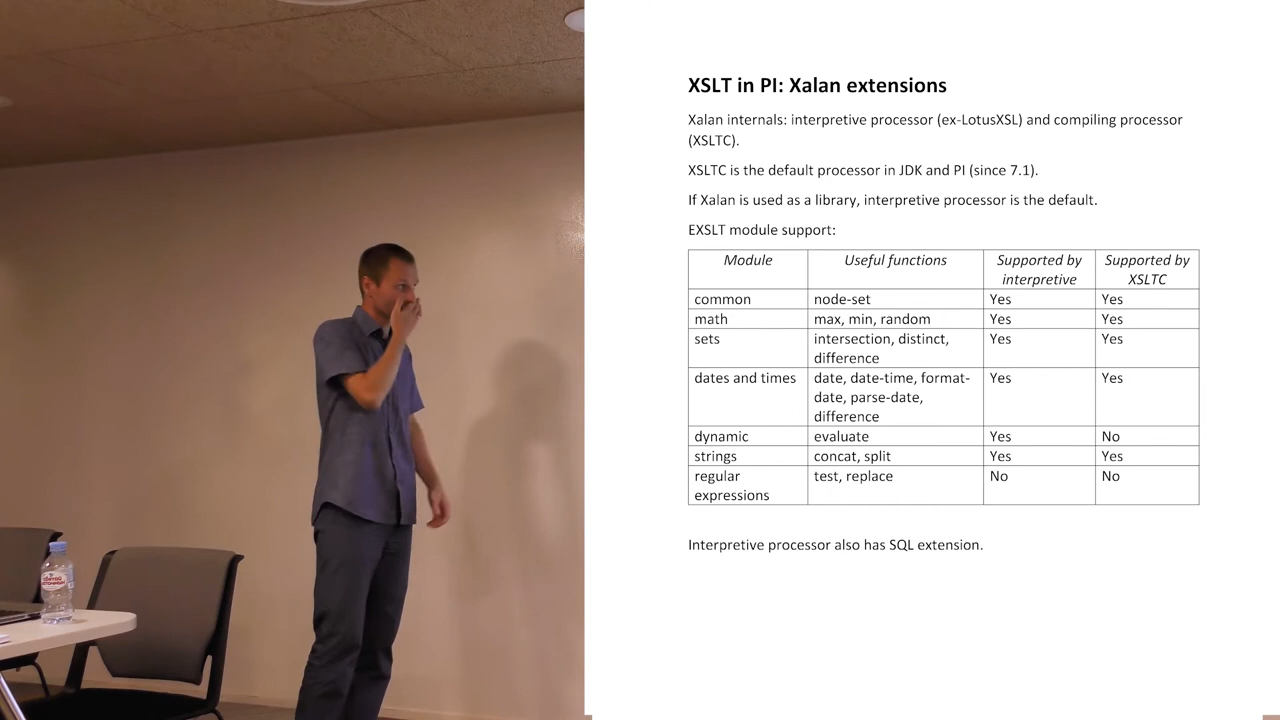 XSLT in PI: Xalan extensions
Xalan internals: interpretive processor (ex-LotusXSL) and compiling processor
(XSLTC).
XSLTC is the default processor in JDK and PI (since 7.1).
If Xalan is used as a library, interpretive processor is the default.
EXSLT module support:
Module Useful functions Supported by interpretive Supported by XSLTC
common node-set Yes Yes
math max, min, random Yes Yes
sets intersection, distinct, difference Yes Yes
dates and times date, date-time, format-date, parse-date, difference Yes Yes
dynamic evaluate Yes No
strings concat, split Yes Yes
regular expressions test, replace No No
Interpretive processor also has SQL extension.